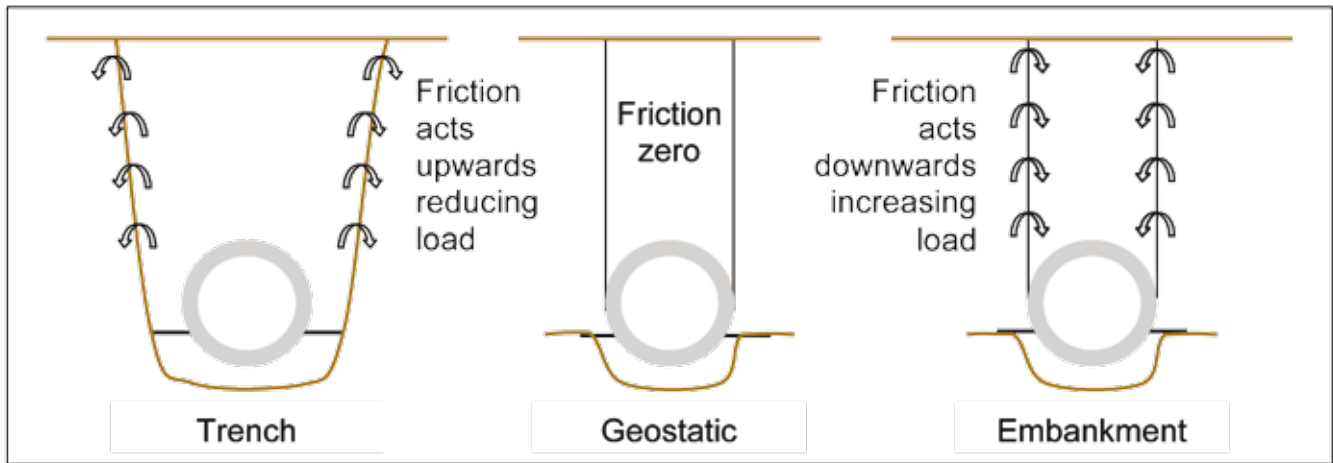 Friction
acts
upwards
reducing
load
Friction
zero
Friction
acts
downwards
increasing
load
Trench
Geostatic
Embankment